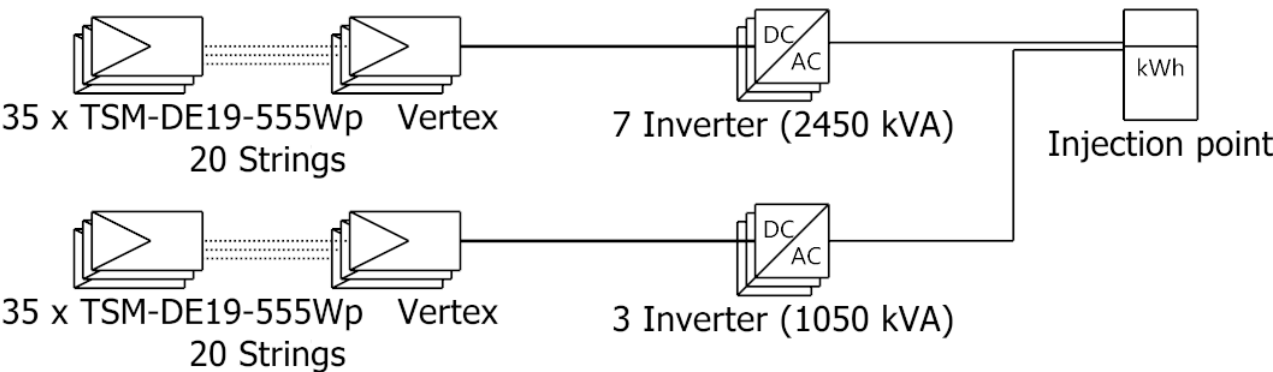 DC
AC
kWh
35 x TSM-DE19-555Wp Vertex
20 Strings
7 Inverter (2450 kVA)
Injection point
DC
AC
35 x TSM-DE19-555Wp Vertex
20 Strings
3 Inverter (1050 kVA)